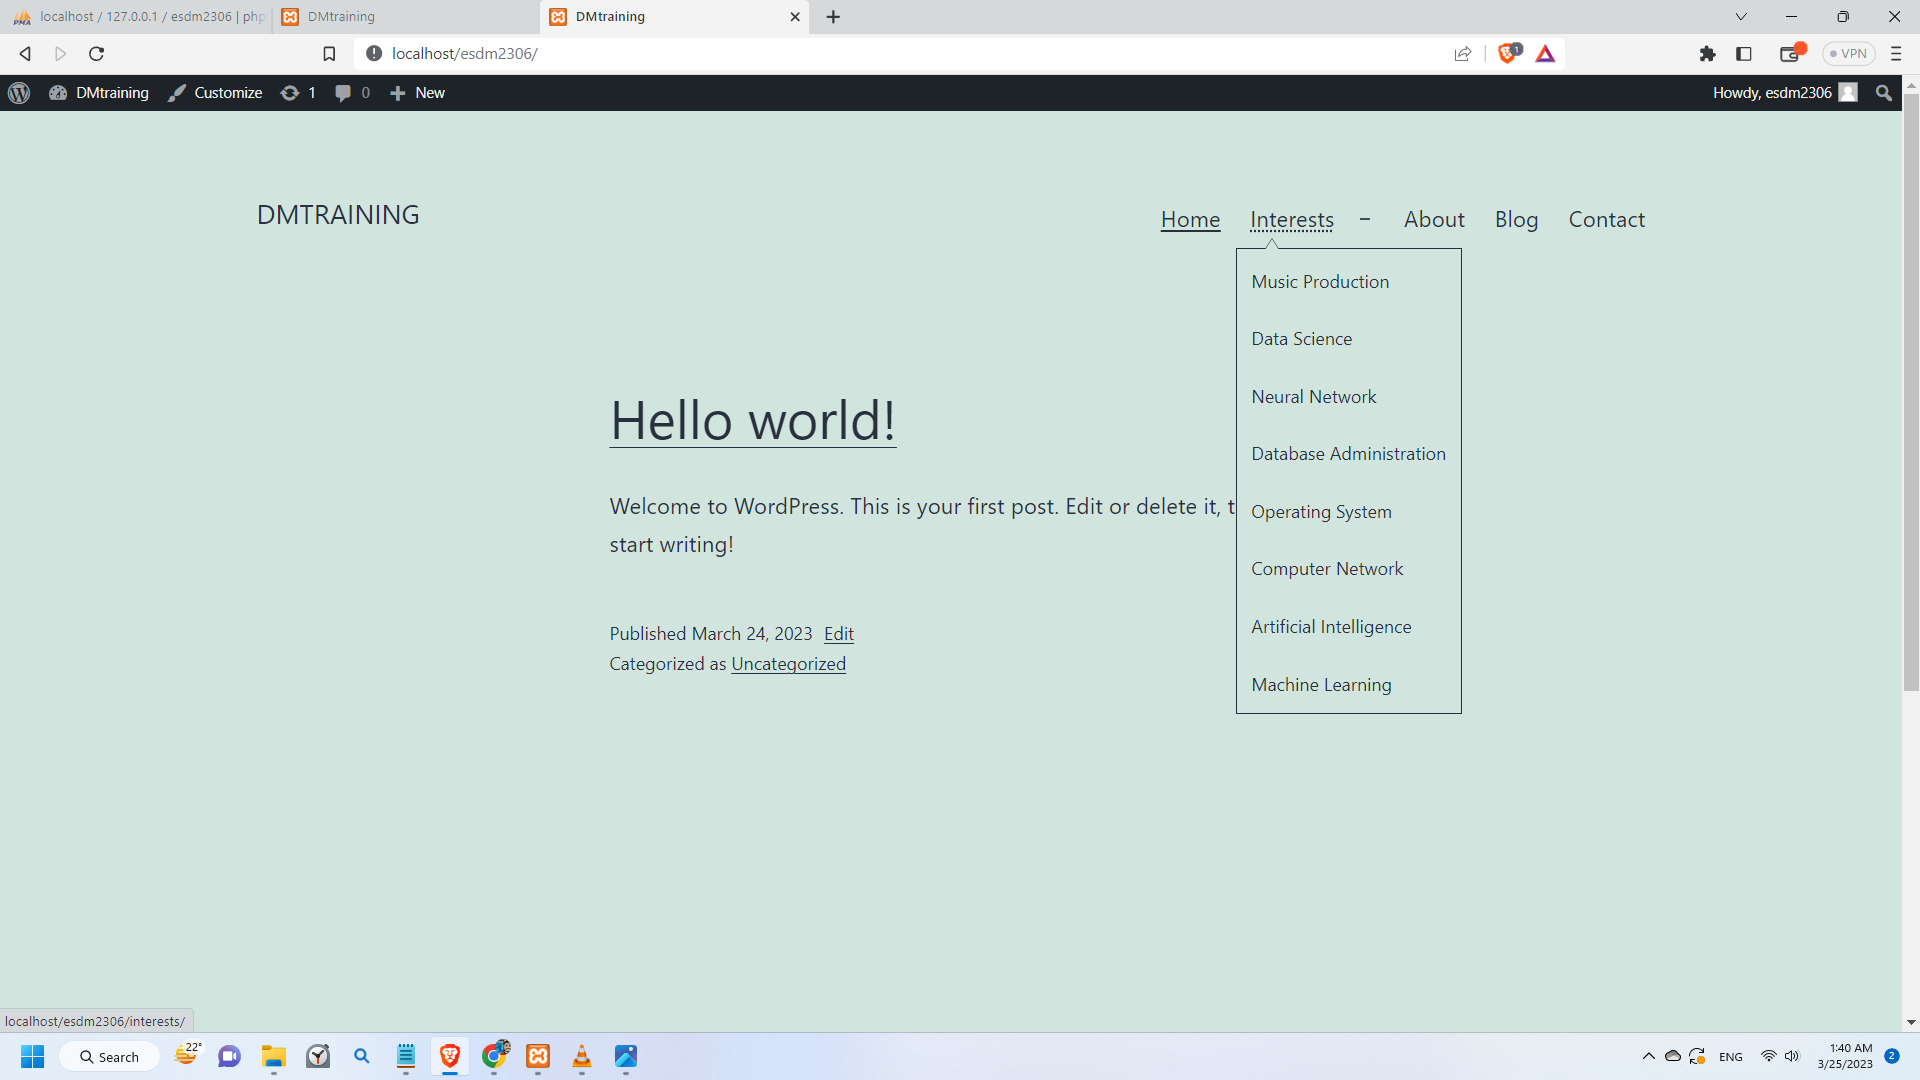 localhost / 127.0.0.1 / esdm2306 | php
DMtraining
DMtraining
localhost/esdm2306/
1
VPN
DMtraining
Customize
1
0
New
Howdy, esdm2306
DMTRAINING
Home
Interests
About
Blog
Contact
Music Production
Data Science
Neural Network
Database Administration
Operating System
Computer Network
Artificial Intelligence
Machine Learning
Hello world!
Welcome to WordPress. This is your first post. Edit or delete it, t
start writing!
Published March 24, 2023 Edit
Categorized as Uncategorized
localhost/esdm2306/interests/
Search
22°
ENG
1:40 AM
3/25/2023
2